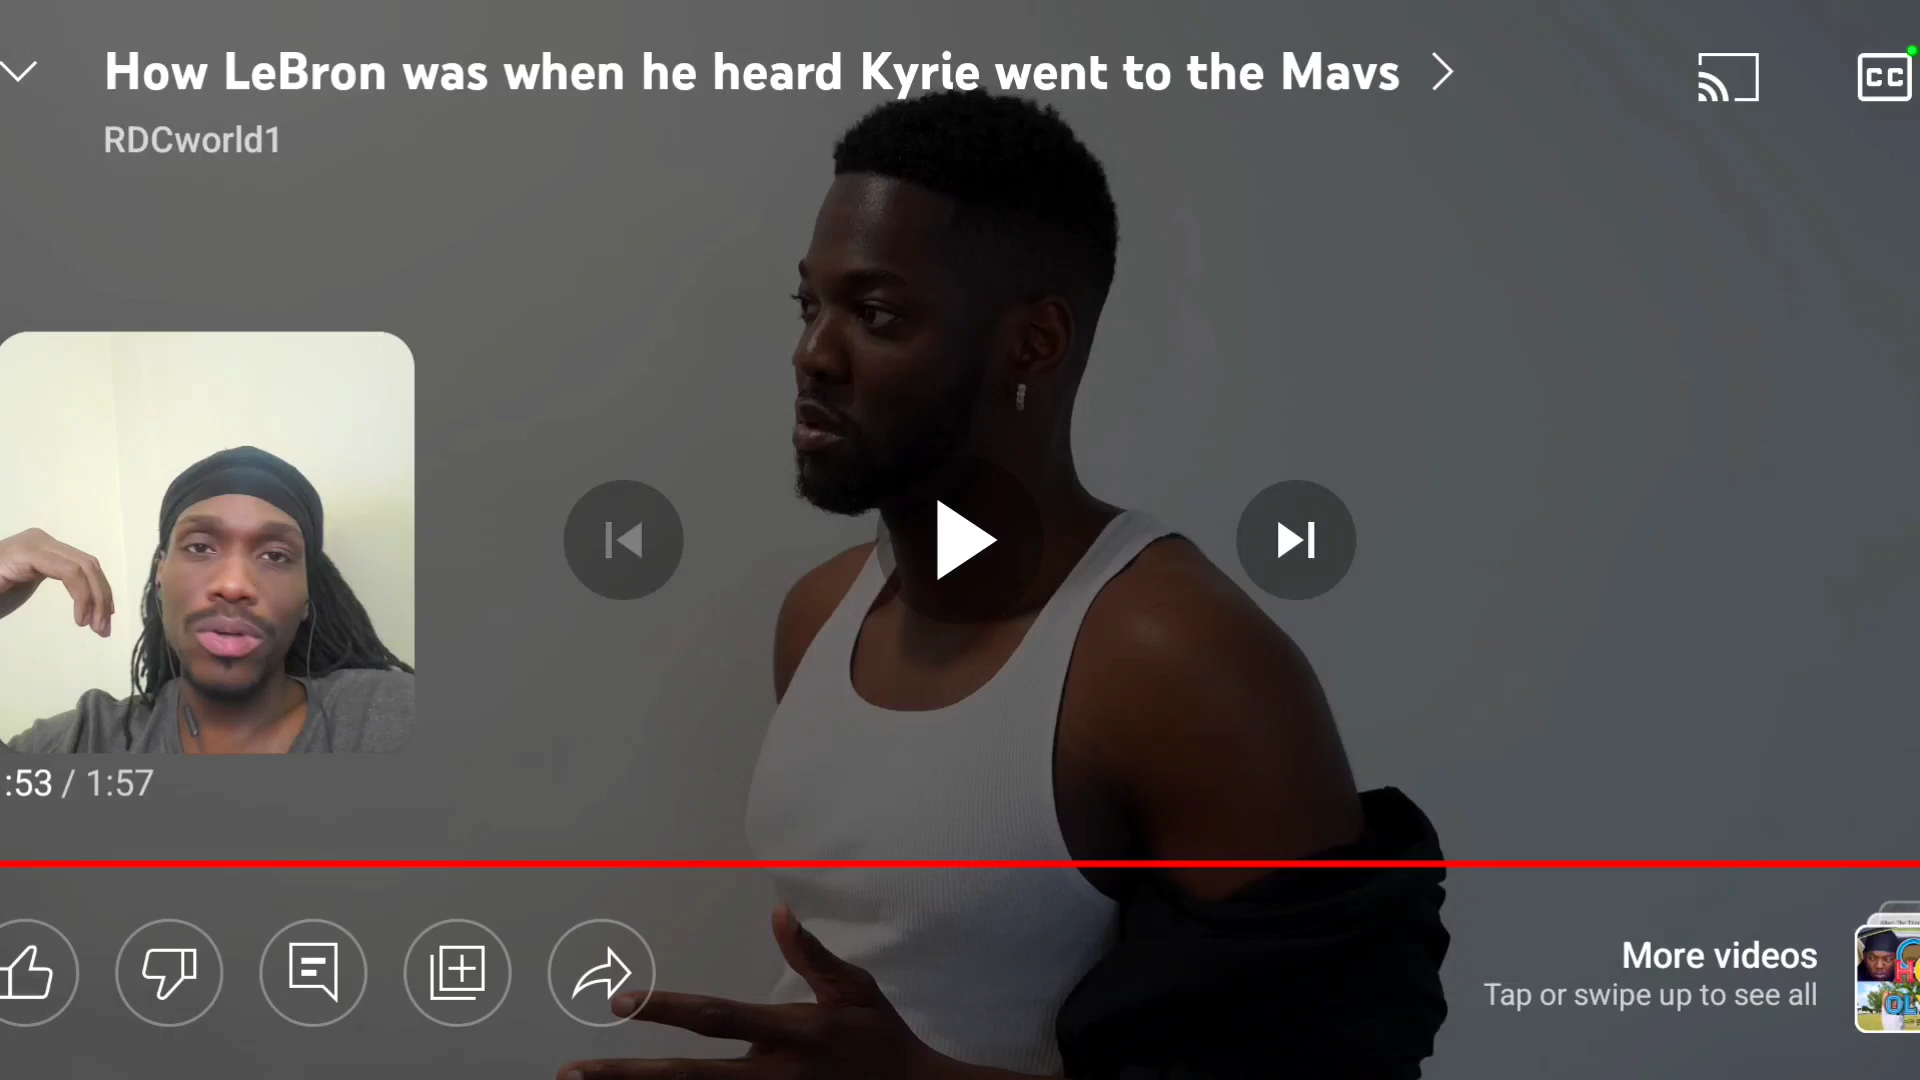 How LeBron was when he heard Kyrie went to the Mavs
CC
RDCworld1
:53 / 1:57
More videos
Tap or swipe up to see all